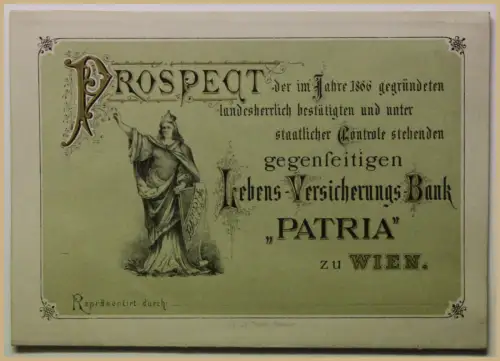 PROSPECT der im Jahre 1866 gegründeten
landesherrlich bestätigten und unter
staatlicher Controle stehenden
gegenseitigen
Lebens-Versicherungs-Bank
„PATRIA"
zu WIEN.
Repräsentirt durch: